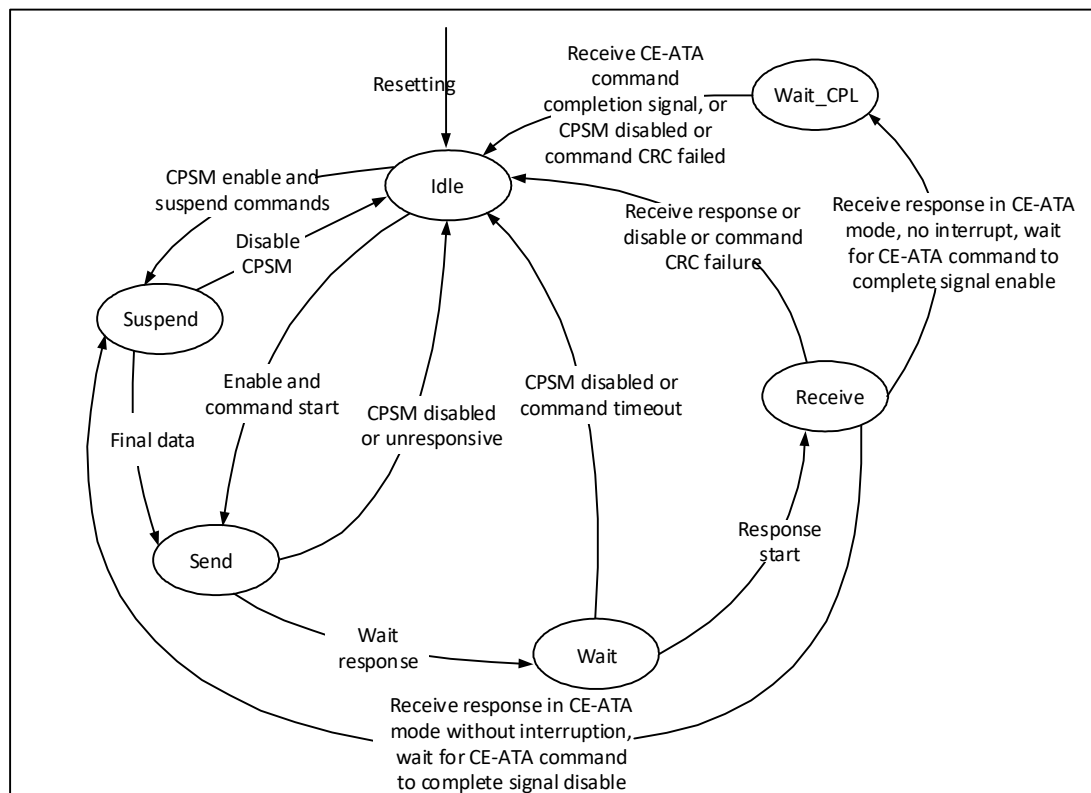 Resetting
Receive CE-ATA
command
completion signal, or
CPSM disabled or
command CRC failed
Wait_CPL
Idle
CPSM enable and
suspend commands
Disable
CPSM
Receive response or
disable or command
CRC failure
Receive response in CE-ATA
mode, no interrupt, wait
for CE-ATA command to
complete signal enable
Suspend
Enable and
command start
CPSM disabled
or unresponsive
CPSM disabled or
command timeout
Receive
Final data
Response
start
Send
Wait
response
Wait
Receive response in CE-ATA
mode without interruption,
wait for CE-ATA command
to complete signal disable